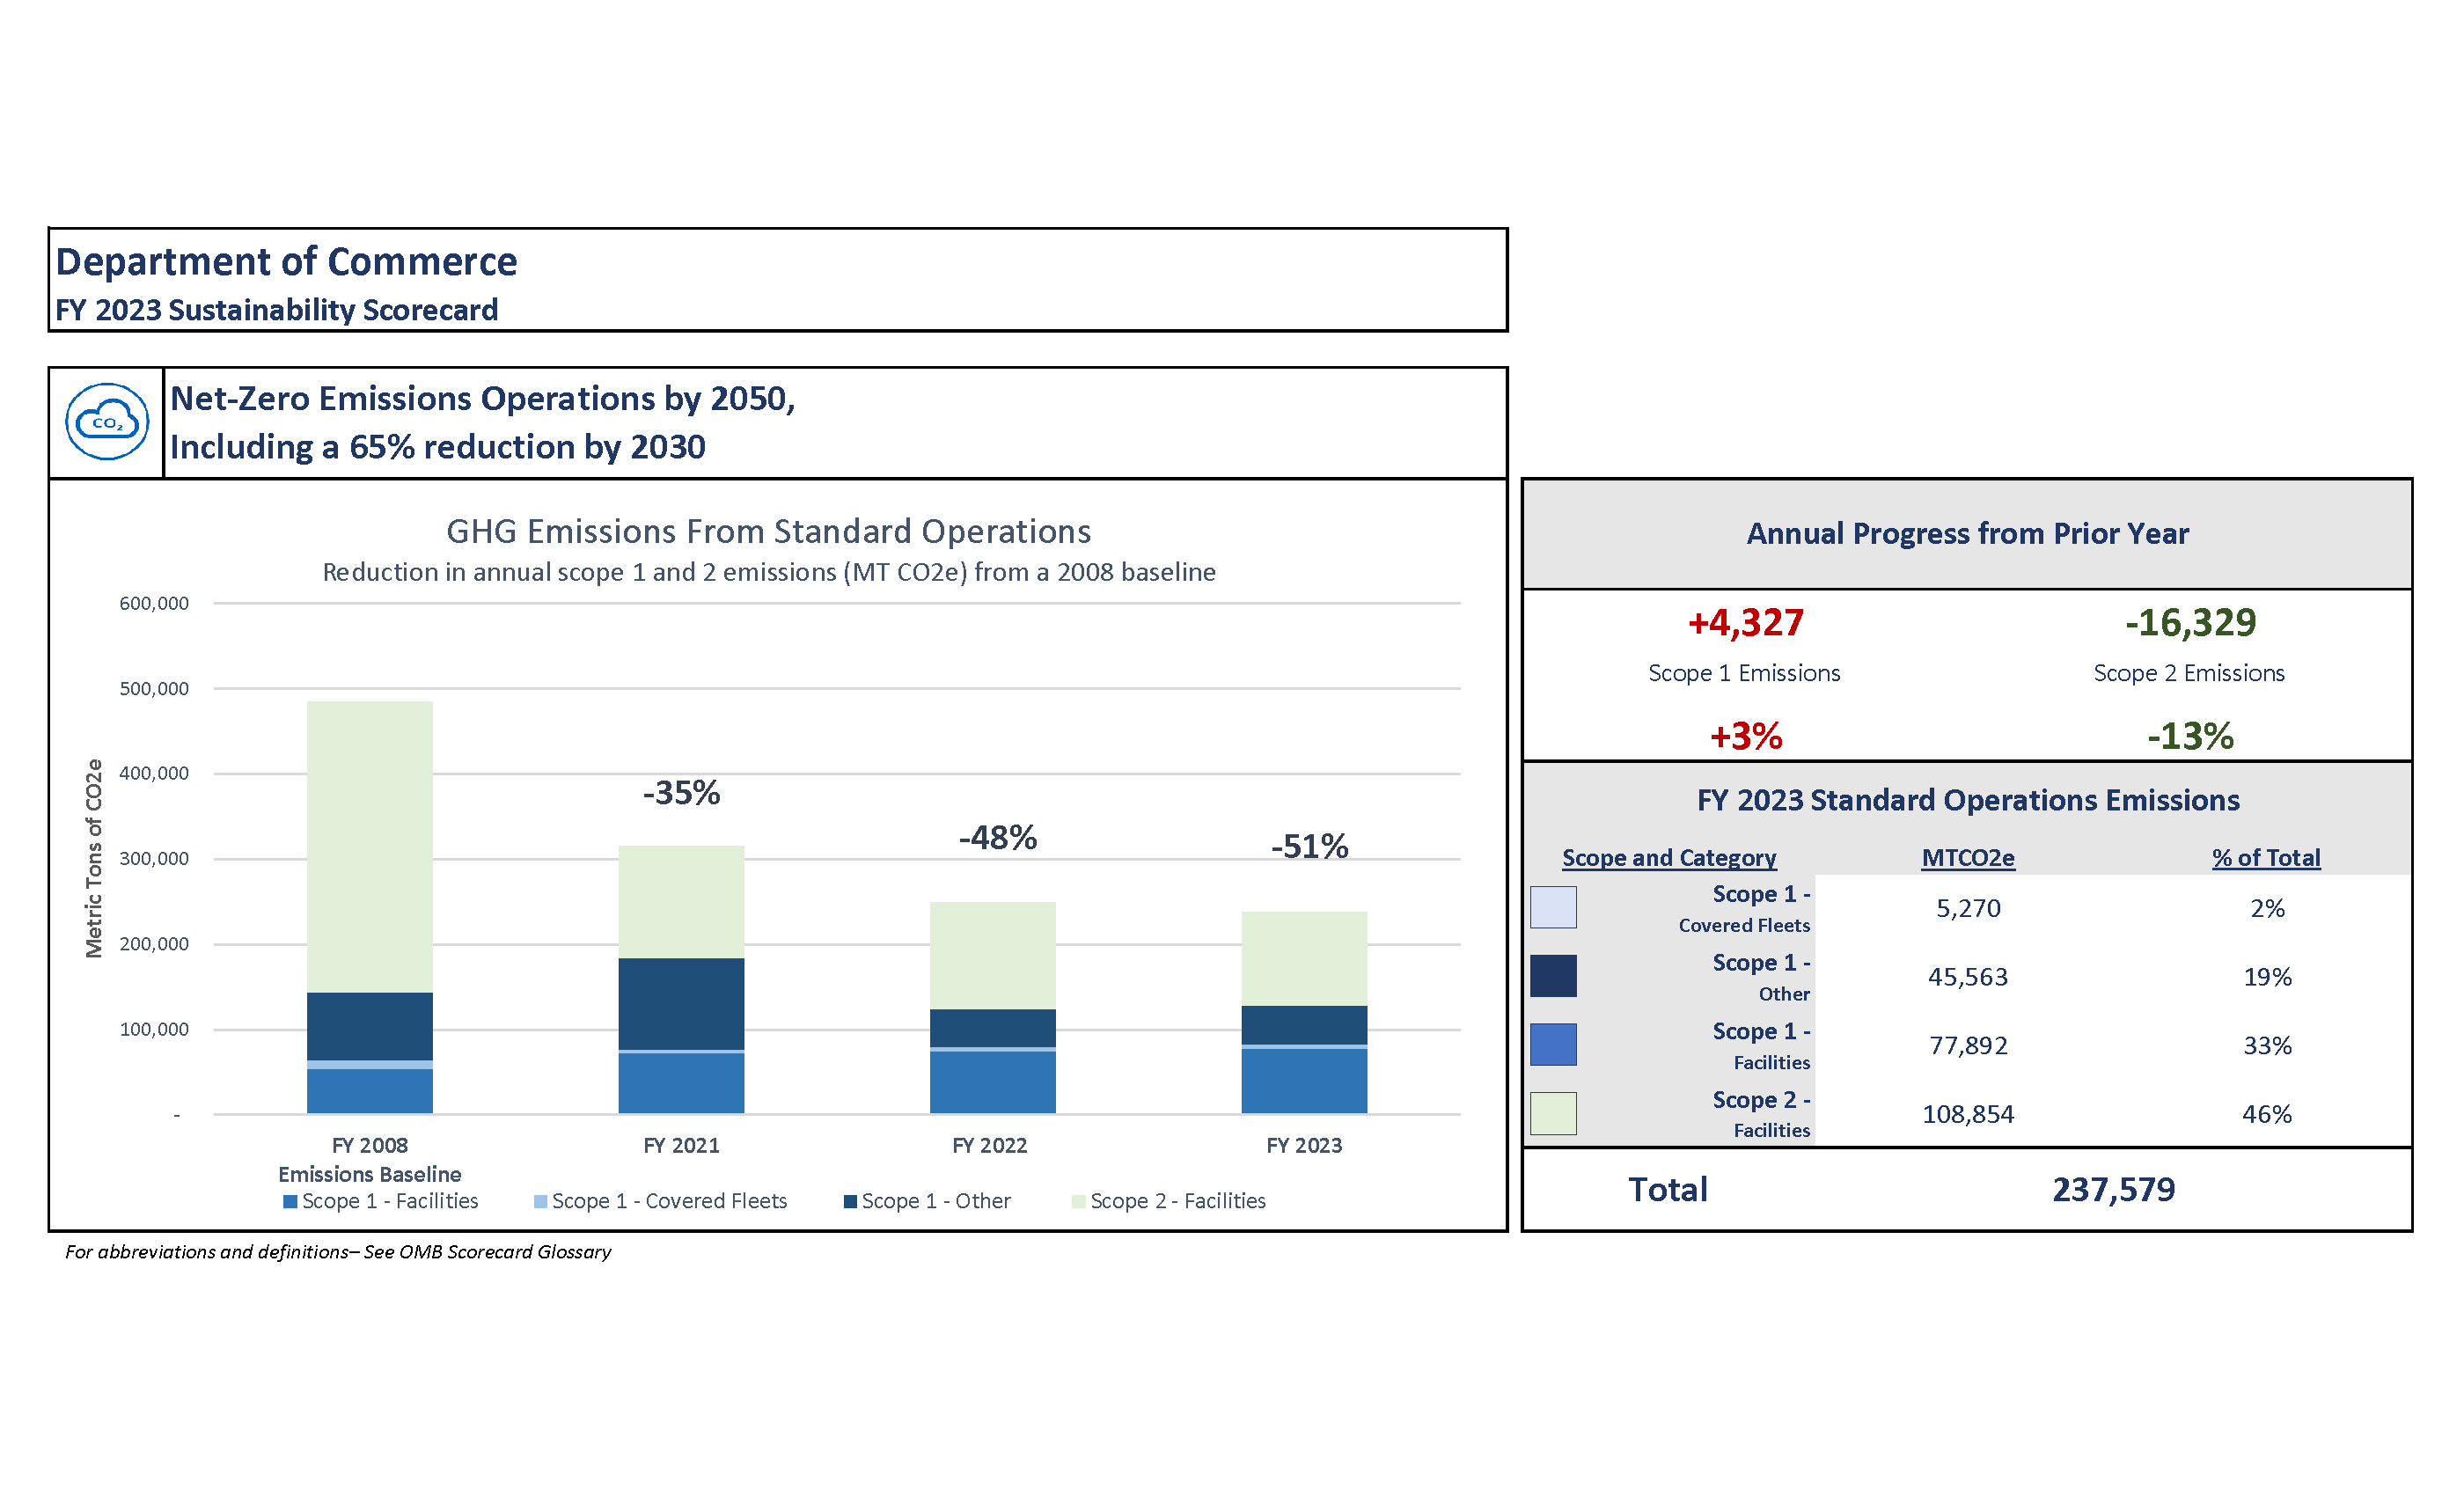 Department of Commerce
FY 2023 Sustainability Scorecard
CO₂
Net-Zero Emissions Operations by 2050,
Including a 65% reduction by 2030
GHG Emissions From Standard Operations
Reduction in annual scope 1 and 2 emissions (MT CO2e) from a 2008 baseline
Metric Tons of CO2e
600,000
500,000
400,000
300,000
200,000
100,000
-
-35%
-48%
-51%
FY 2008 FY 2021 FY 2022 FY 2023
Emissions Baseline
Scope 1 - Facilities Scope 1 - Covered Fleets Scope 1 - Other Scope 2 - Facilities
For abbreviations and definitions– See OMB Scorecard Glossary
Annual Progress from Prior Year
+4,327 -16,329
Scope 1 Emissions Scope 2 Emissions
+3% -13%
FY 2023 Standard Operations Emissions
Scope and Category MTCO2e % of Total
Scope 1 -
Covered Fleets 5,270 2%
Scope 1 -
Other 45,563 19%
Scope 1 -
Facilities 77,892 33%
Scope 2 -
Facilities 108,854 46%
Total 237,579